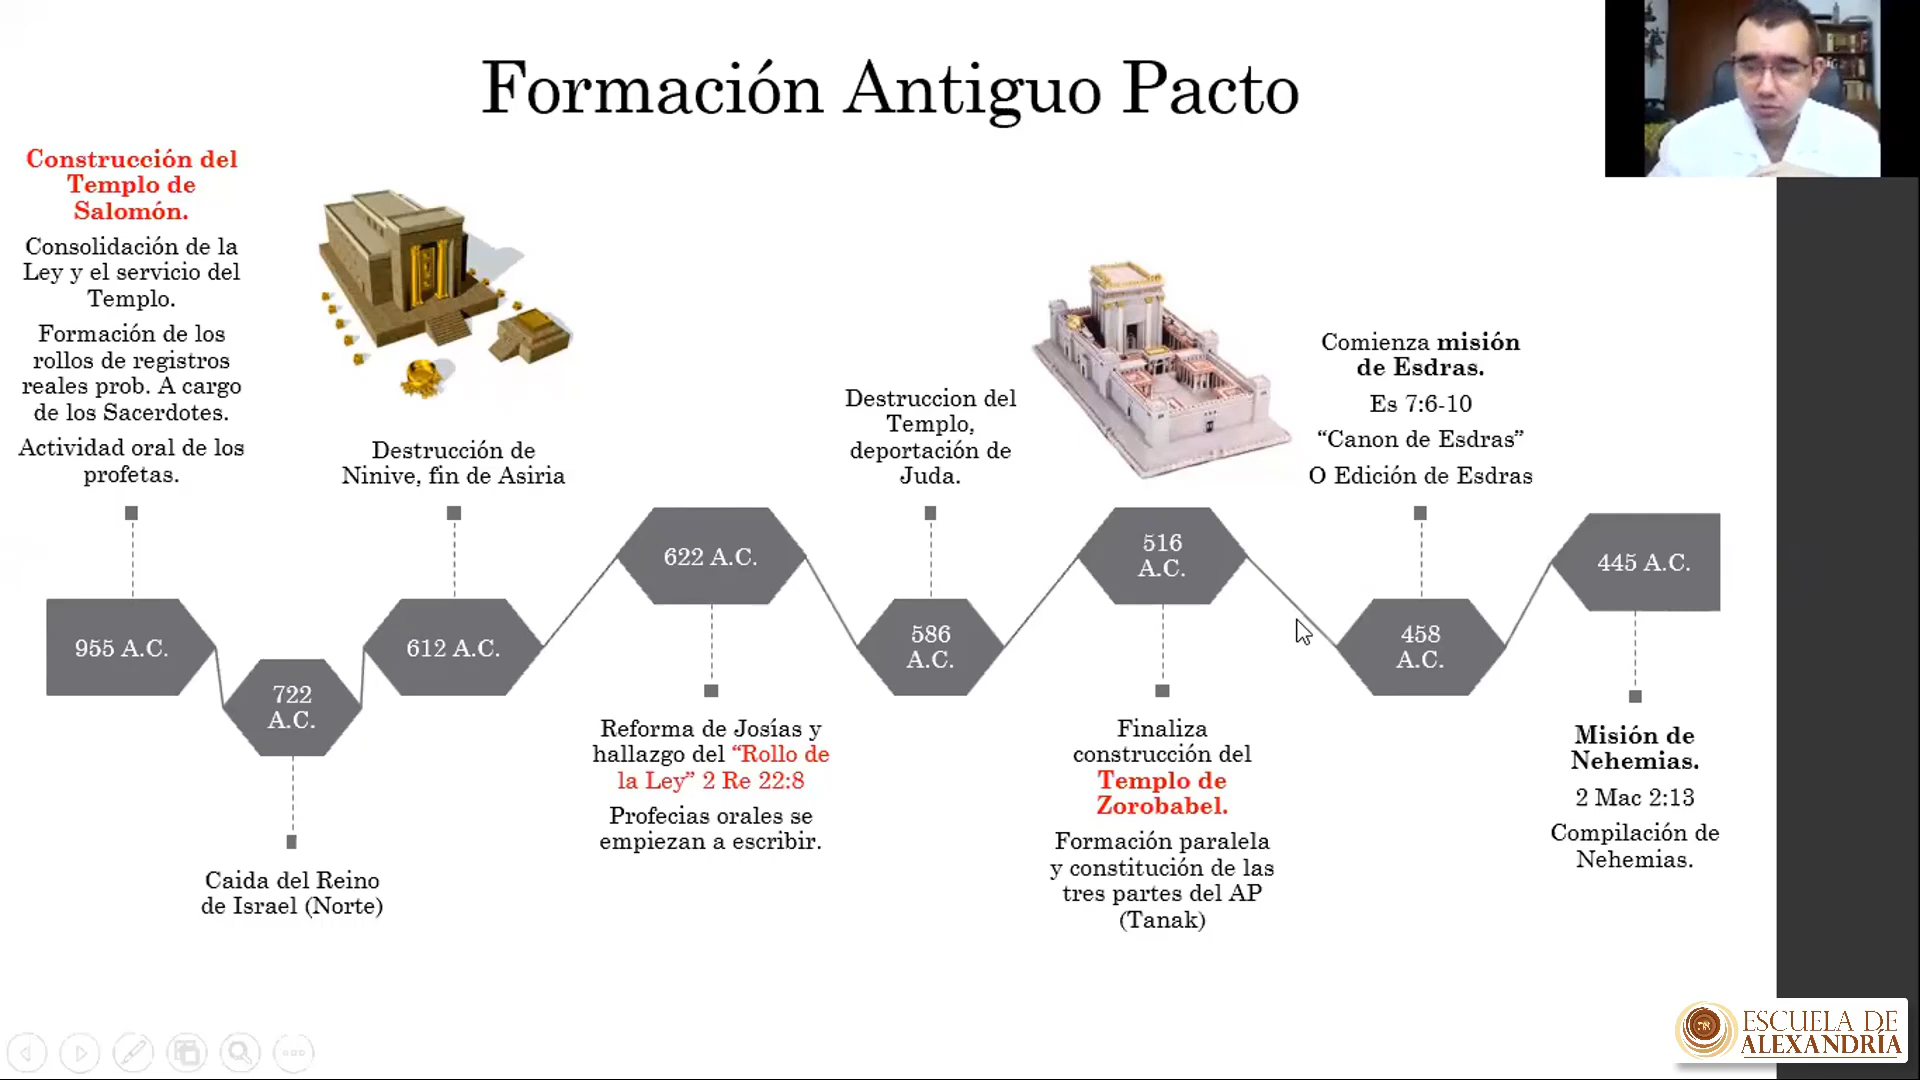 Formación Antiguo Pacto
Construcción del
Templo de
Salomón.
Consolidación de la
Ley y el servicio del
Templo.
Formación de los
rollos de registros
reales prob. A cargo
de los Sacerdotes.
Actividad oral de los
profetas.
955 A.C.
722
A.C.
Caida del Reino
de Israel (Norte)
Destrucción de
Ninive, fin de Asiria
612 A.C.
622 A.C.
Reforma de Josías y
hallazgo del “Rollo de
la Ley” 2 Re 22:8
Profecias orales se
empiezan a escribir.
Destruccion del
Templo,
deportación de
Juda.
586
A.C.
516
A.C.
Finaliza
construcción del
Templo de
Zorobabel.
Formación paralela
y constitución de las
tres partes del AP
(Tanak)
Comienza misión
de Esdras.
Es 7:6-10
“Canon de Esdras”
O Edición de Esdras
458
A.C.
445 A.C.
Misión de
Nehemias.
2 Mac 2:13
Compilación de
Nehemias.
ESCUELA DE
ALEXANDRÍA